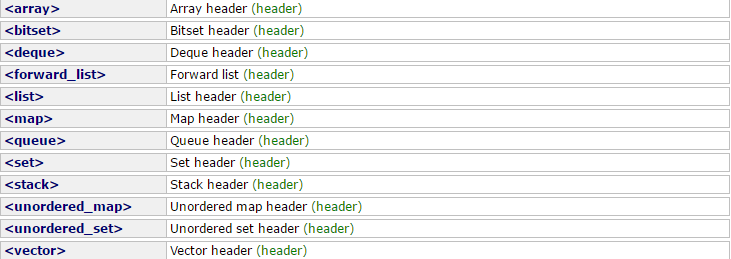 <array> Array header (header)
<bitset> Bitset header (header)
<deque> Deque header (header)
<forward_list> Forward list (header)
<list> List header (header)
<map> Map header (header)
<queue> Queue header (header)
<set> Set header (header)
<stack> Stack header (header)
<unordered_map> Unordered map header (header)
<unordered_set> Unordered set header (header)
<vector> Vector header (header)